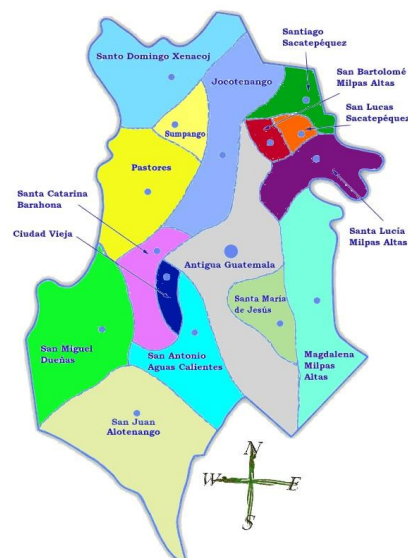 Santiago
Sacatepéquez
Santo Domingo Xenacoj
Jocotenango
San Bartolomé
Milpas Altas
San Lucas
Sacatepéquez
Sumpango
Pastores
Santa Catarina
Barahona
Santa Lucía
Milpas Altas
Ciudad Vieja
Antigua Guatemala
Santa María
de Jesús
San Miguel
Dueñas
San Antonio
Aguas Calientes
Magdalena
Milpas
Altas
San Juan
Alotenango
N
W
E
S